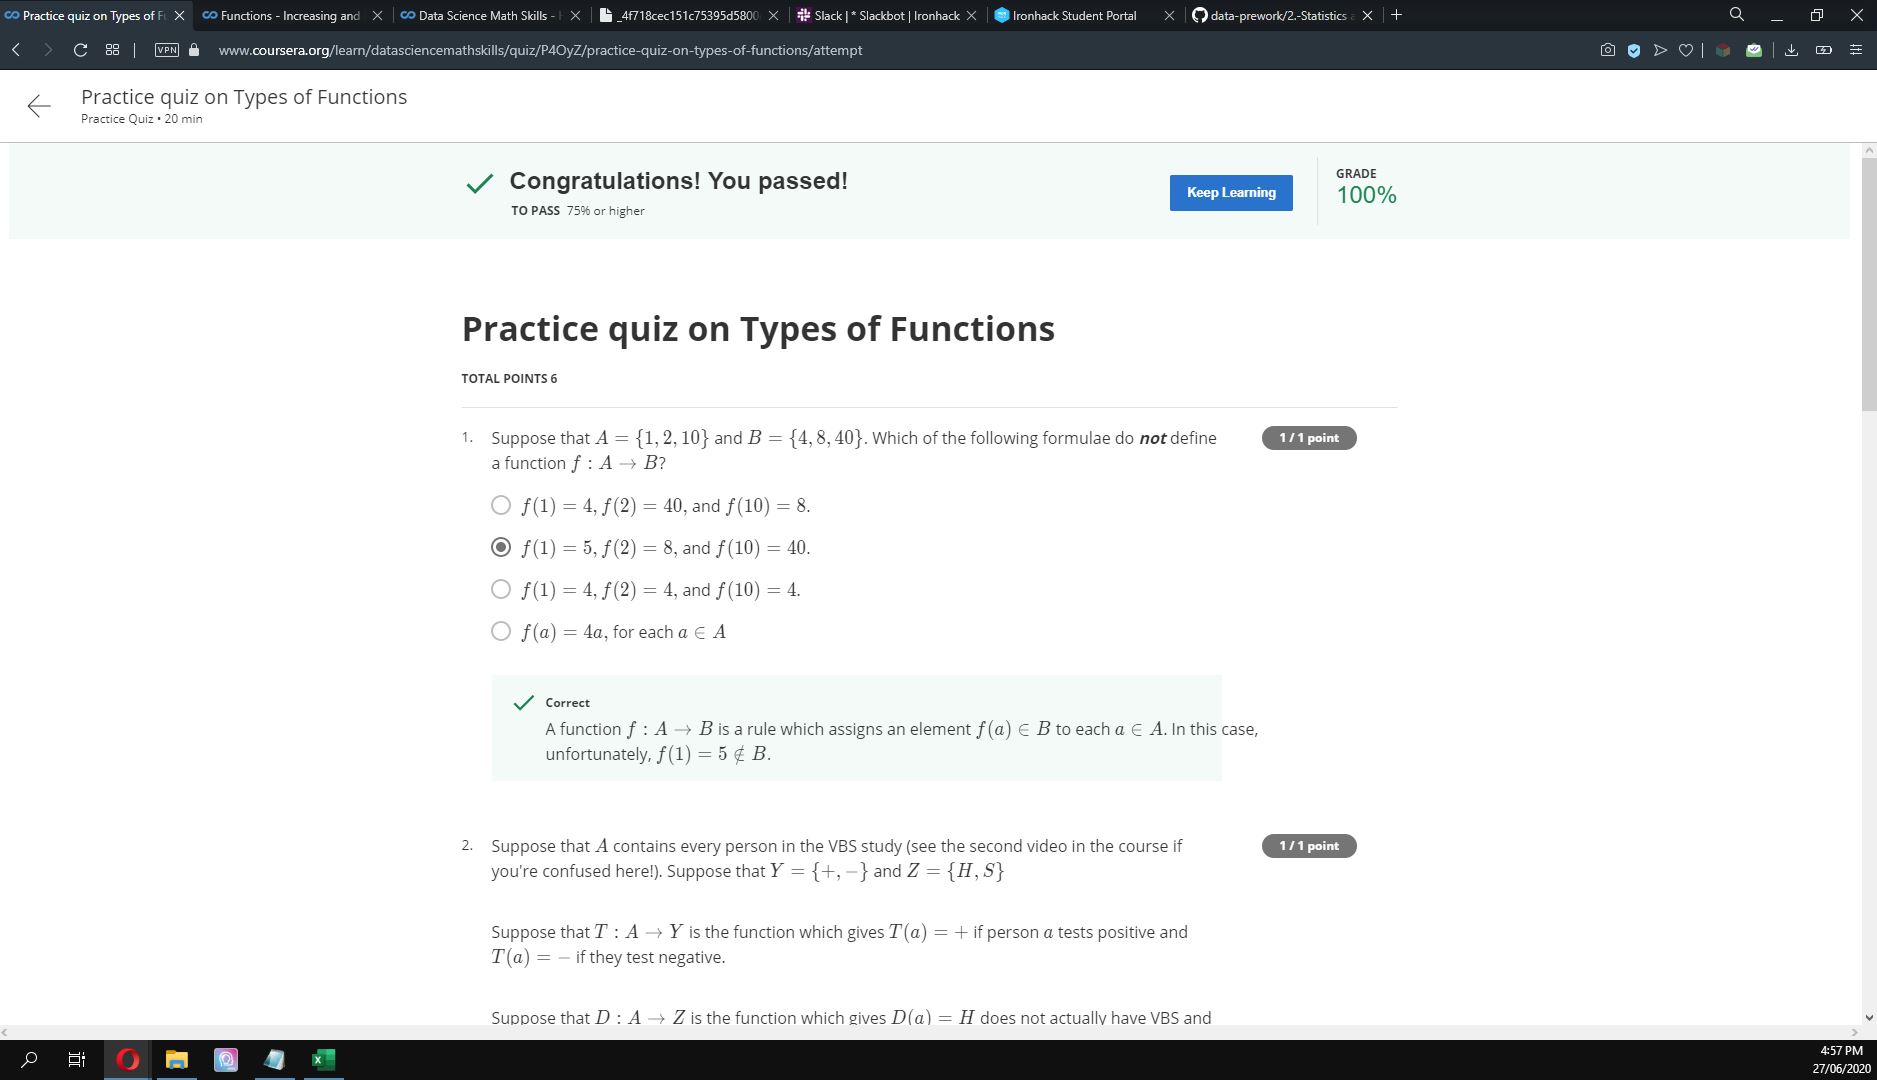 Practice quiz on Types of Fu
Functions - Increasing and
Data Science Math Skills -
_4f718cec151c75395d5800
Slack | * Slackbot | Ironhack
Ironhack Student Portal
data-prework/2.-Statistics a
VPN
www.coursera.org/learn/datasciencemathskills/quiz/P4OyZ/practice-quiz-on-types-of-functions/attempt
Practice quiz on Types of Functions
Practice Quiz • 20 min
Congratulations! You passed!
TO PASS 75% or higher
Keep Learning
GRADE
100%
Practice quiz on Types of Functions
TOTAL POINTS 6
1. Suppose that A = {1, 2, 10} and B = {4, 8, 40}. Which of the following formulae do not define
a function f : A → B?
1 / 1 point
f(1) = 4, f(2) = 40, and f(10) = 8.
f(1) = 5, f(2) = 8, and f(10) = 40.
f(1) = 4, f(2) = 4, and f(10) = 4.
f(a) = 4a, for each a ∈ A
Correct
A function f : A → B is a rule which assigns an element f(a) ∈ B to each a ∈ A. In this case,
unfortunately, f(1) = 5 ∉ B.
2. Suppose that A contains every person in the VBS study (see the second video in the course if
you're confused here!). Suppose that Y = {+, −} and Z = {H, S}
1 / 1 point
Suppose that T : A → Y is the function which gives T(a) = + if person a tests positive and
T(a) = − if they test negative.
Suppose that D : A → Z is the function which gives D(a) = H does not actually have VBS and
4:57 PM
27/06/2020